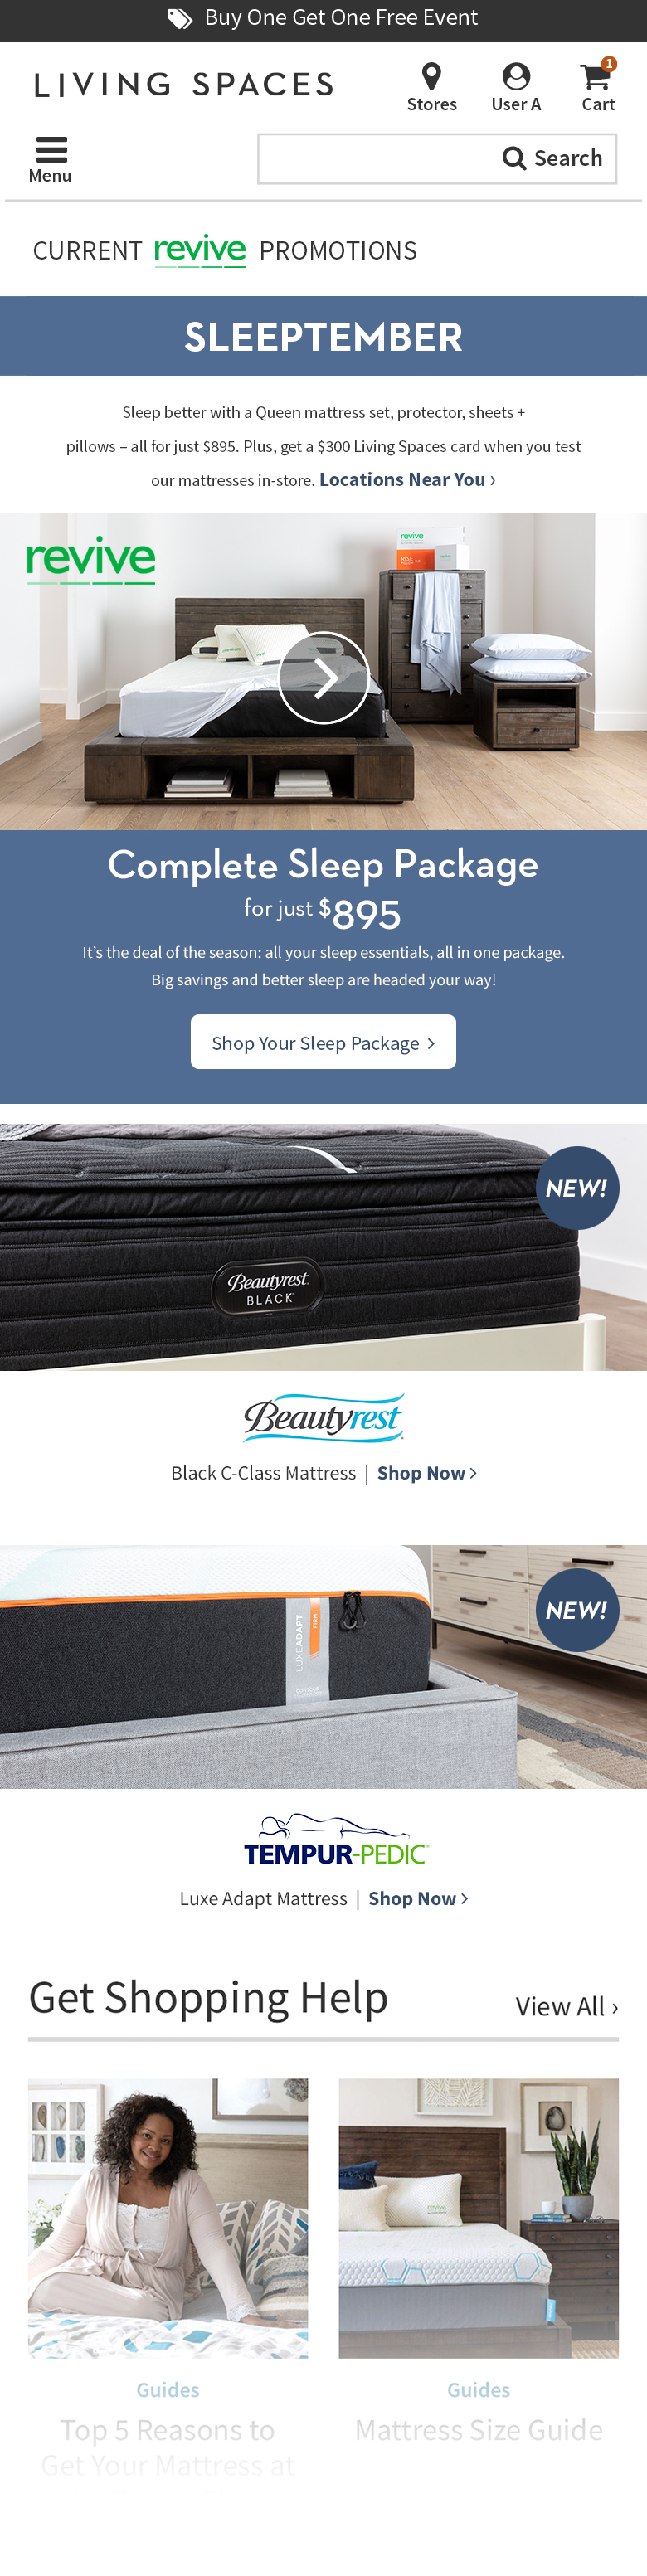 Buy One Get One Free Event
LIVING SPACES
1
Stores User A Cart
Menu
Search
CURRENT revive PROMOTIONS
SLEEPTEMBER
Sleep better with a Queen mattress set, protector, sheets +
pillows – all for just $895. Plus, get a $300 Living Spaces card when you test
our mattresses in-store. Locations Near You ›
revive
revive
Complete Sleep Package
for just $895
It's the deal of the season: all your sleep essentials, all in one package.
Big savings and better sleep are headed your way!
Shop Your Sleep Package >
NEW!
Beautyrest
BLACK
Beautyrest
Black C-Class Mattress | Shop Now >
NEW!
LUXEADAPT
FIRM
TEMPUR-PEDIC
Luxe Adapt Mattress | Shop Now >
Get Shopping Help
View All ›
revive
Guides
Top 5 Reasons to
Get Your Mattress at
Guides
Mattress Size Guide